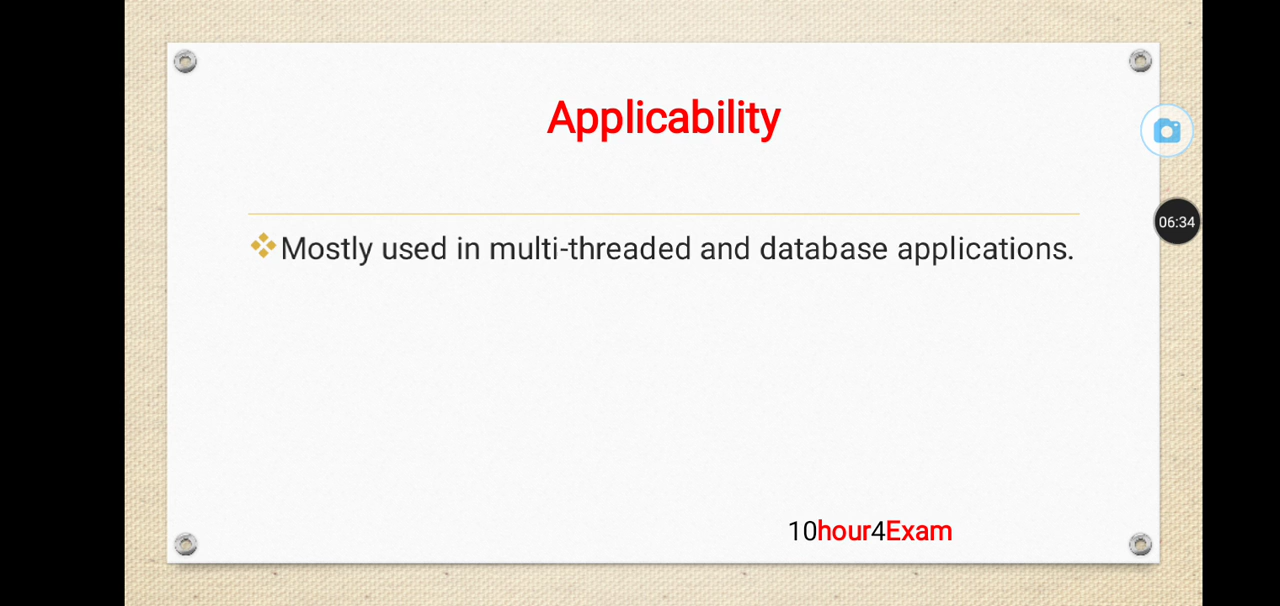 Applicability
06:34
Mostly used in multi-threaded and database applications.
10hour4Exam